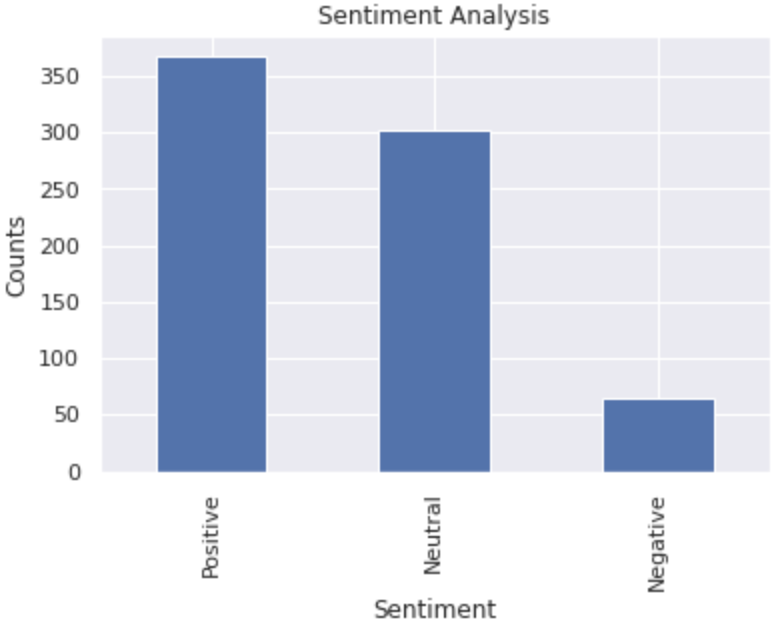 Sentiment Analysis
350
300
250
200
150
100
50
0
Counts
Positive
Neutral
Negative
Sentiment